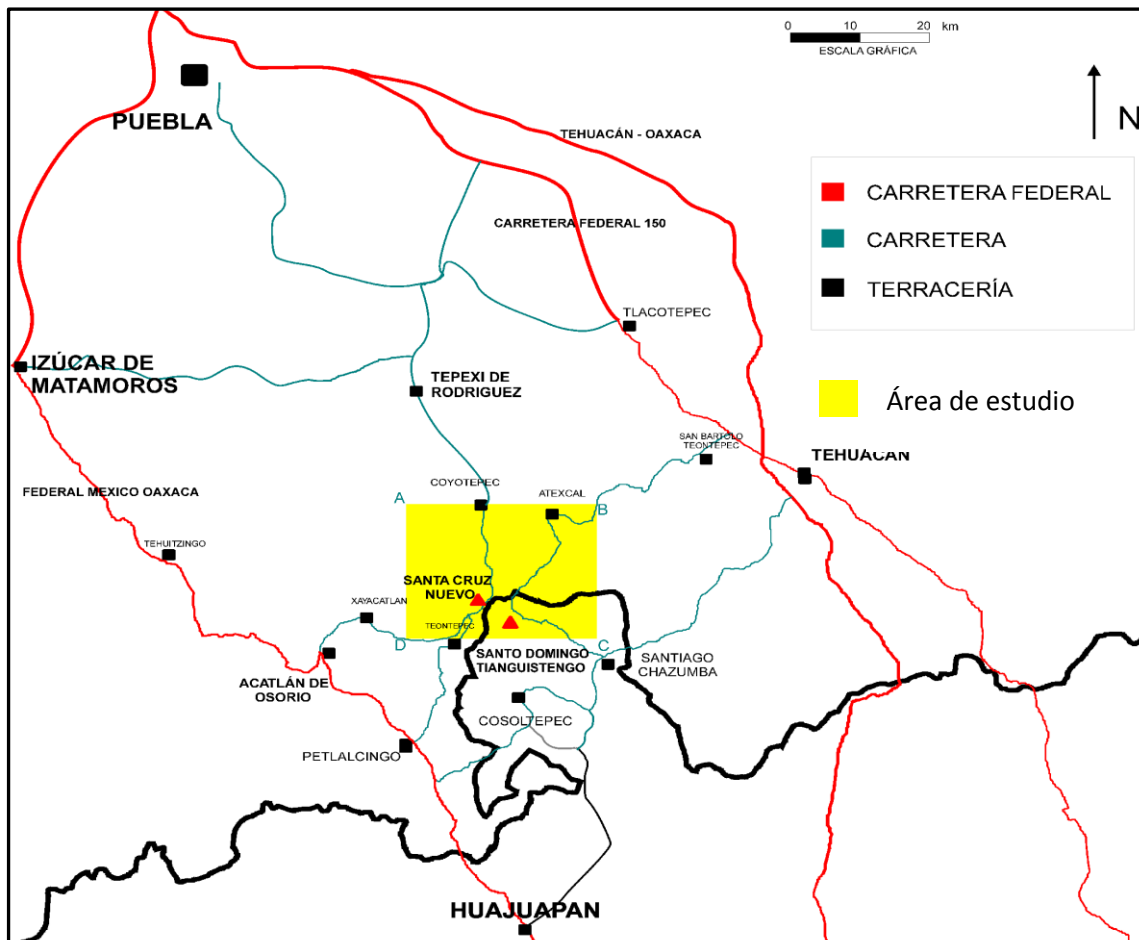 0 10 20 km
ESCALA GRÁFICA
N
PUEBLA
TEHUACÁN - OAXACA
CARRETERA FEDERAL
CARRETERA
TERRACERÍA
CARRETERA FEDERAL 150
TLACOTEPEC
IZÚCAR DE
MATAMOROS
TEPEXI DE
RODRIGUEZ
Área de estudio
SAN BARTOLO
TEONTEPEC
TEHUACAN
FEDERAL MEXICO OAXACA
COYOTEPEC
A
ATEXCAL
B
TEHUITZINGO
SANTA CRUZ
NUEVO
XAYACATLAN
TEONTEPEC
D
C
SANTO DOMINGO
TIANGUISTENGO
SANTIAGO
CHAZUMBA
ACATLÁN DE
OSORIO
COSOLTEPEC
PETLALCINGO
HUAJUAPAN